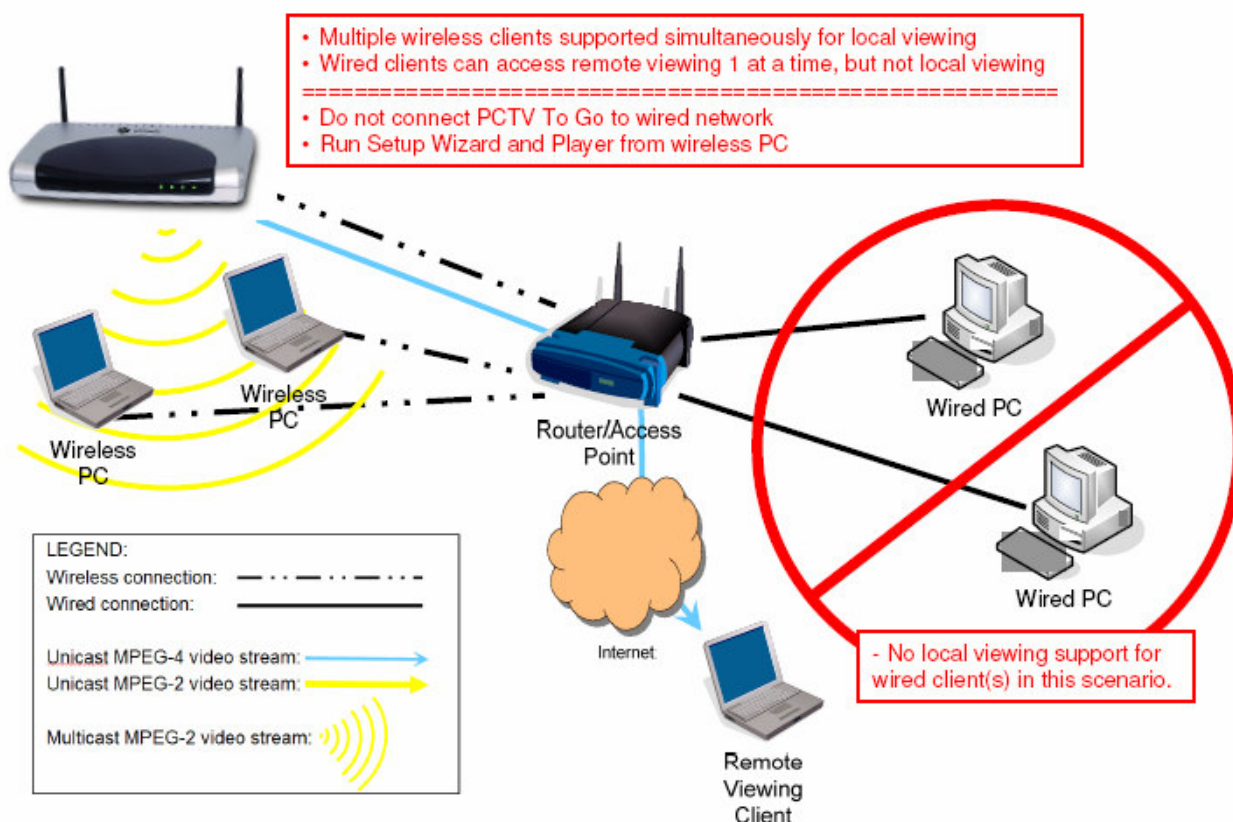 • Multiple wireless clients supported simultaneously for local viewing
• Wired clients can access remote viewing 1 at a time, but not local viewing
==========================================================
• Do not connect PCTV To Go to wired network
• Run Setup Wizard and Player from wireless PC
Wireless
PC
Wireless
PC
Router/Access
Point
Wired PC
Wired PC
LEGEND:
Wireless connection:
Wired connection:
Unicast MPEG-4 video stream:
Unicast MPEG-2 video stream:
Multicast MPEG-2 video stream:
Internet
- No local viewing support for
wired client(s) in this scenario.
Remote
Viewing
Client